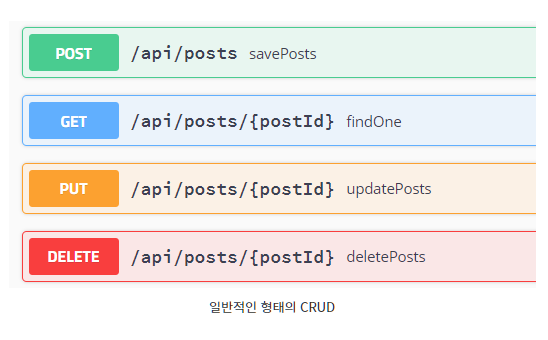 POST /api/posts savePosts
GET /api/posts/{postId} findOne
PUT /api/posts/{postId} updatePosts
DELETE /api/posts/{postId} deletePosts
일반적인 형태의 CRUD